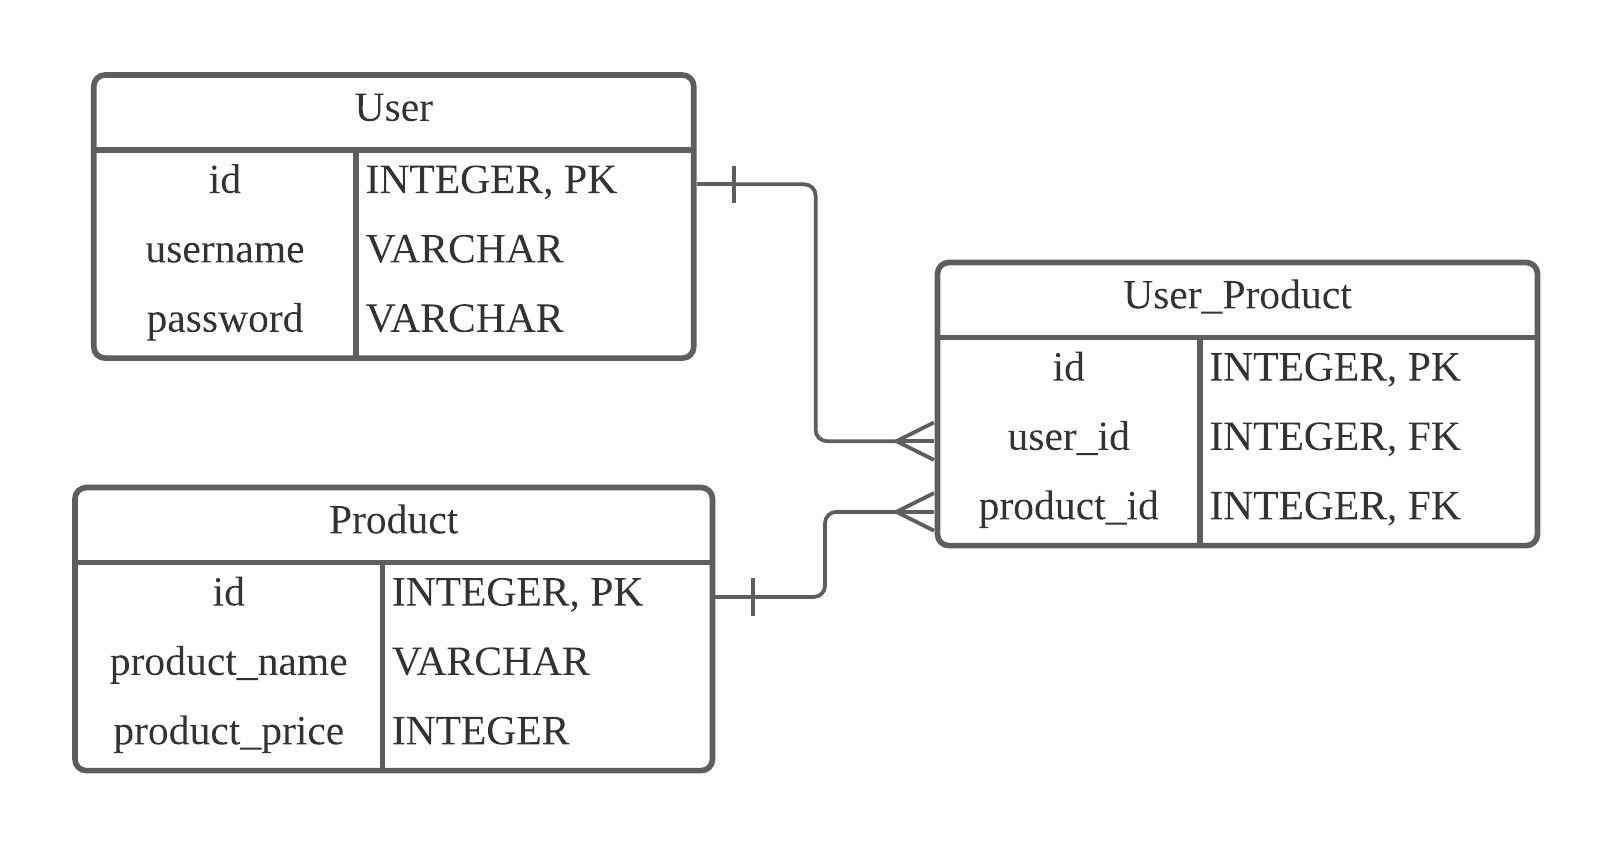 User
id INTEGER, PK
username VARCHAR
password VARCHAR
User_Product
id INTEGER, PK
user_id INTEGER, FK
product_id INTEGER, FK
Product
id INTEGER, PK
product_name VARCHAR
product_price INTEGER